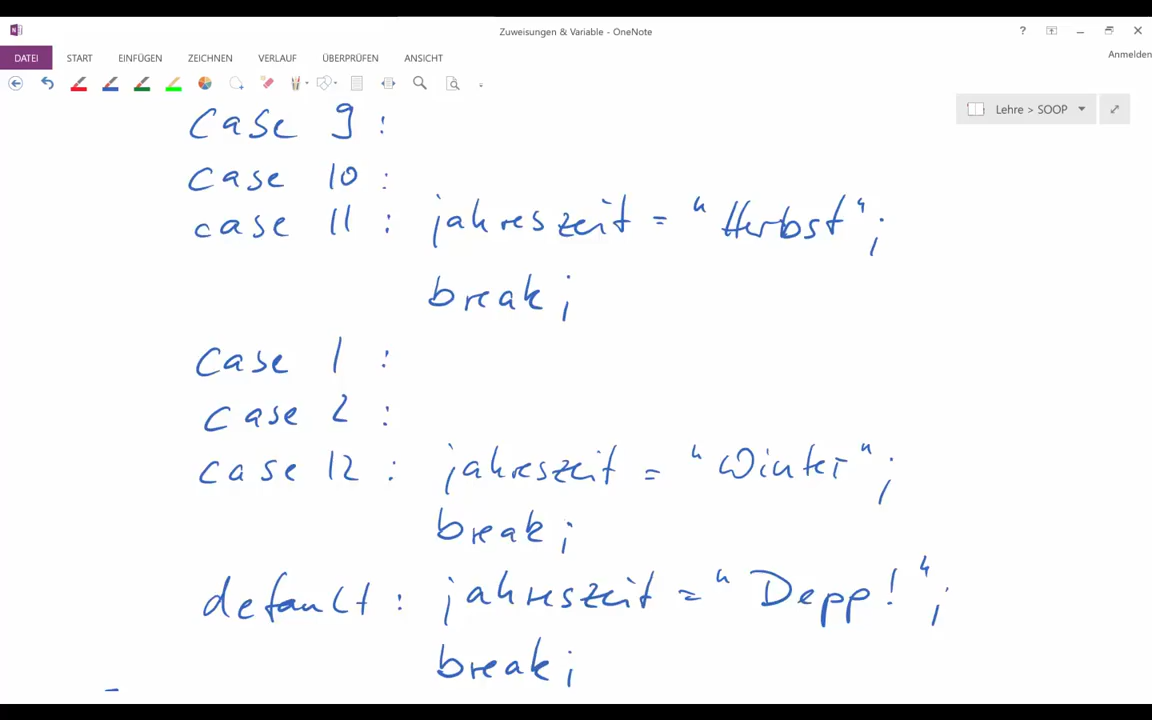 Zuweisungen & Variable - OneNote
?
DATEI START EINFÜGEN ZEICHNEN VERLAUF ÜBERPRÜFEN ANSICHT
Anmelden
Lehre > SOOP
case 9 :
case 10 :
case 11 : jahreszeit = "Herbst";
break;
case 1 :
case 2 :
case 12 : jahreszeit = "Winter";
break;
default : jahreszeit = "Depp!";
break;